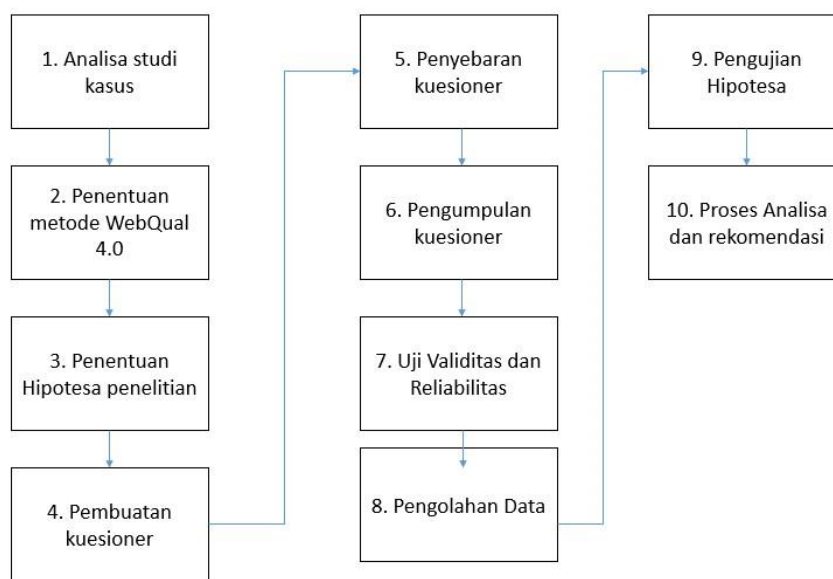 1. Analisa studi
kasus
2. Penentuan
metode WebQual
4.0
3. Penentuan
Hipotesa penelitian
4. Pembuatan
kuesioner
5. Penyebaran
kuesioner
6. Pengumpulan
kuesioner
7. Uji Validitas dan
Reliabilitas
8. Pengolahan Data
9. Pengujian
Hipotesa
10. Proses Analisa
dan rekomendasi